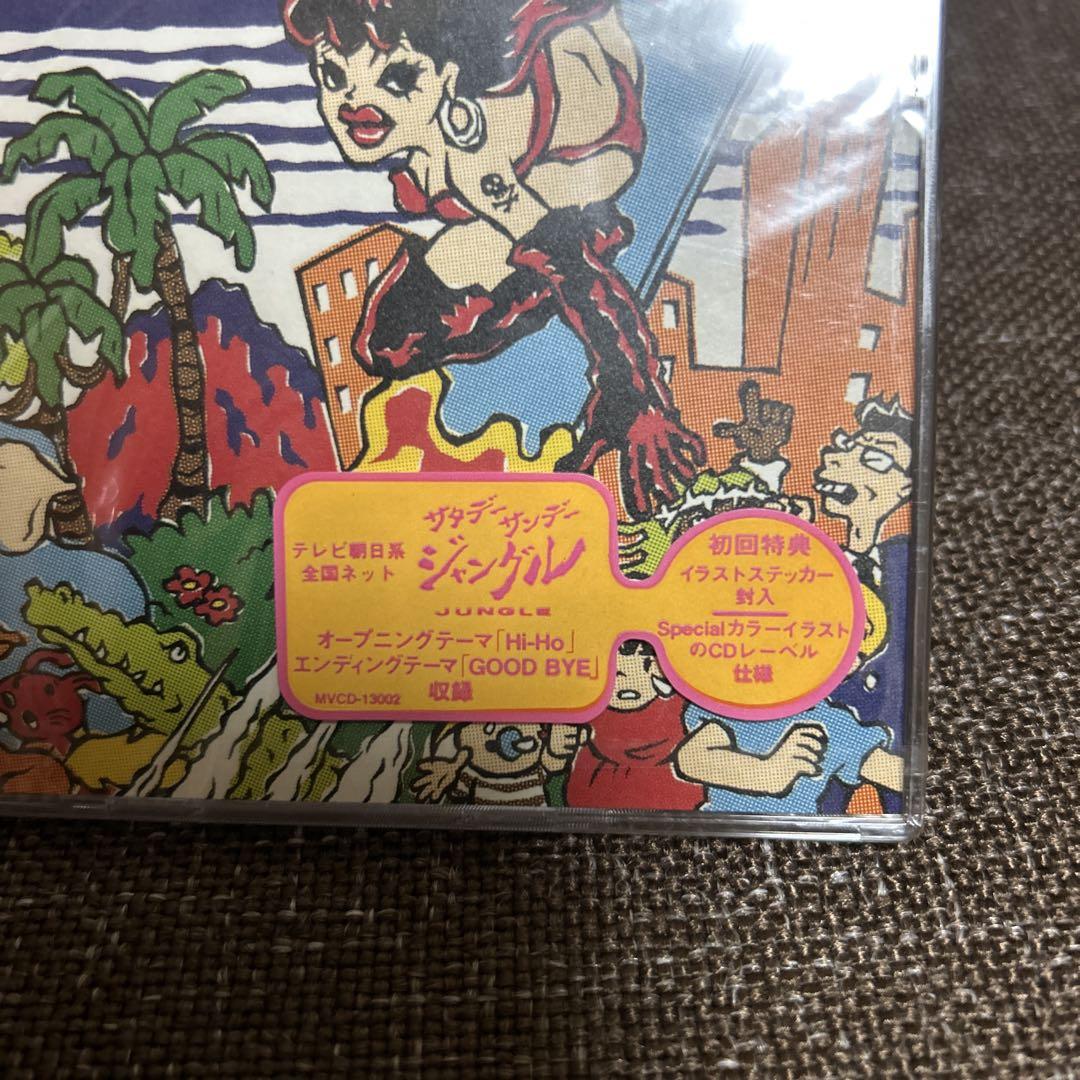 テレビ朝日系
全国ネット
サタデーサンデー
ジャングル
JUNGLE
オープニングテーマ「Hi-Ho」
エンディングテーマ「GOOD BYE」
収録
MVCD-13002
初回特典
イラストステッカー
封入
Specialカラーイラスト
のCDレーベル
仕様